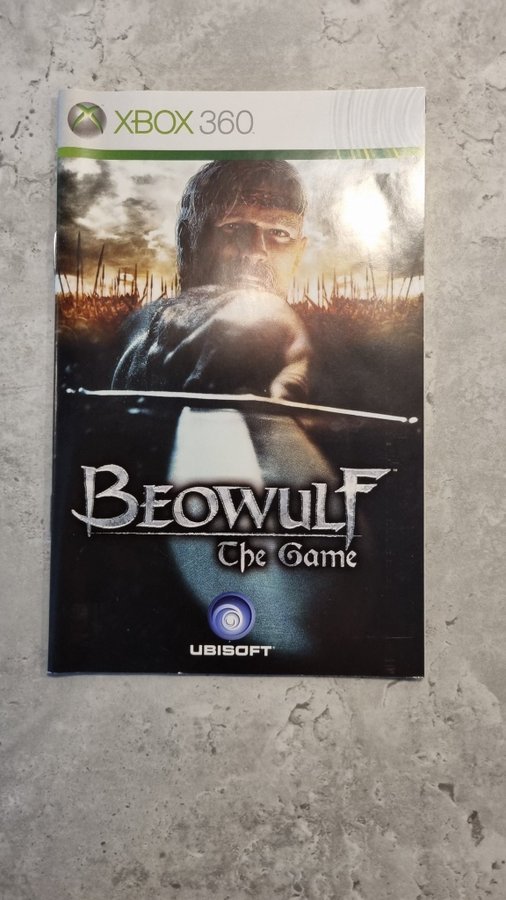 XBOX 360
BEOWULF
The Game
UBISOFT